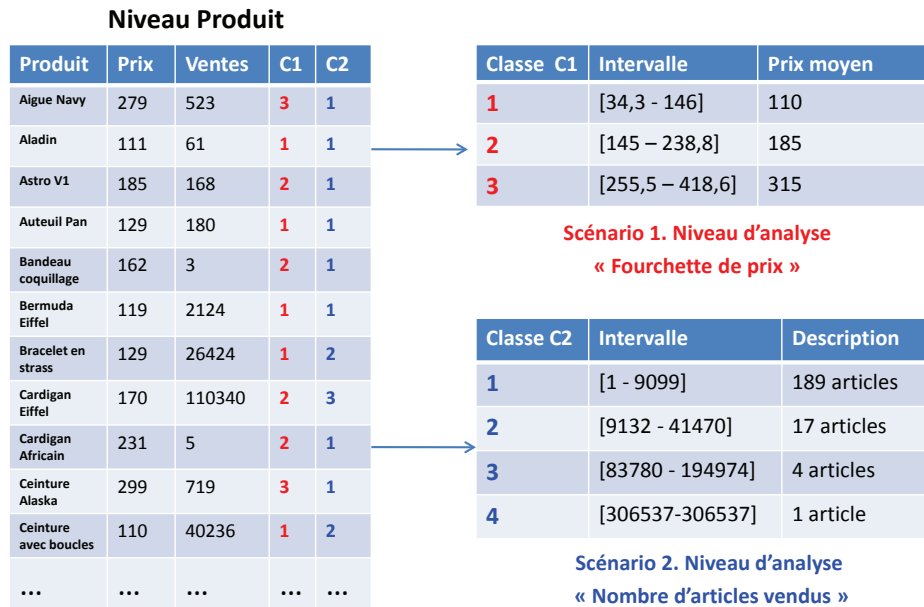 Niveau Produit
Produit Prix Ventes C1 C2
Aigue Navy 279 523 3 1
Aladin 111 61 1 1
Astro V1 185 168 2 1
Auteuil Pan 129 180 1 1
Bandeau
coquillage 162 3 2 1
Bermuda
Eiffel 119 2124 1 1
Bracelet en
strass 129 26424 1 2
Cardigan
Eiffel 170 110340 2 3
Cardigan
Africain 231 5 2 1
Ceinture
Alaska 299 719 3 1
Ceinture
avec boucles 110 40236 1 2
... ... ... ... ...
Classe C1 Intervalle Prix moyen
1 [34,3 - 146] 110
2 [145 – 238,8] 185
3 [255,5 – 418,6] 315
Scénario 1. Niveau d'analyse
« Fourchette de prix »
Classe C2 Intervalle Description
1 [1 - 9099] 189 articles
2 [9132 - 41470] 17 articles
3 [83780 - 194974] 4 articles
4 [306537-306537] 1 article
Scénario 2. Niveau d'analyse
« Nombre d'articles vendus »